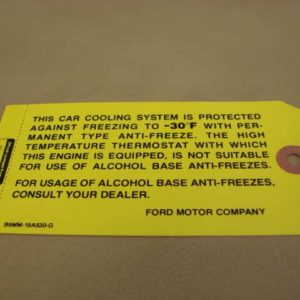 THIS CAR COOLING SYSTEM IS PROTECTED
AGAINST FREEZING TO -30°F WITH PER-
MANENT TYPE ANTI-FREEZE. THE HIGH
TEMPERATURE THERMOSTAT WITH WHICH
THIS ENGINE IS EQUIPPED, IS NOT SUITABLE
FOR USE OF ALCOHOL BASE ANTI-FREEZES.
FOR USAGE OF ALCOHOL BASE ANTI-FREEZES,
CONSULT YOUR DEALER.
FORD MOTOR COMPANY
B9MM-19A530-G